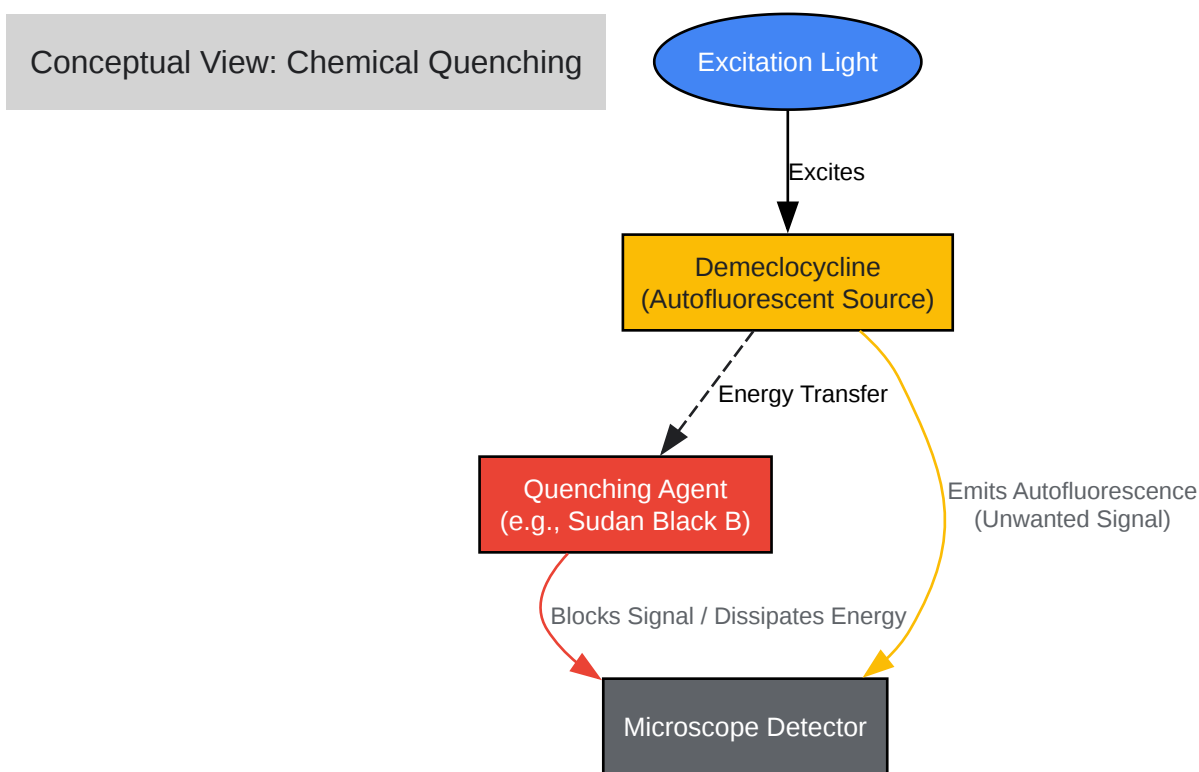 Conceptual View: Chemical Quenching
Excitation Light
Excites
Demeclocycline
(Autofluorescent Source)
Energy Transfer
Quenching Agent
(e.g., Sudan Black B)
Emits Autofluorescence
(Unwanted Signal)
Blocks Signal / Dissipates Energy
Microscope Detector